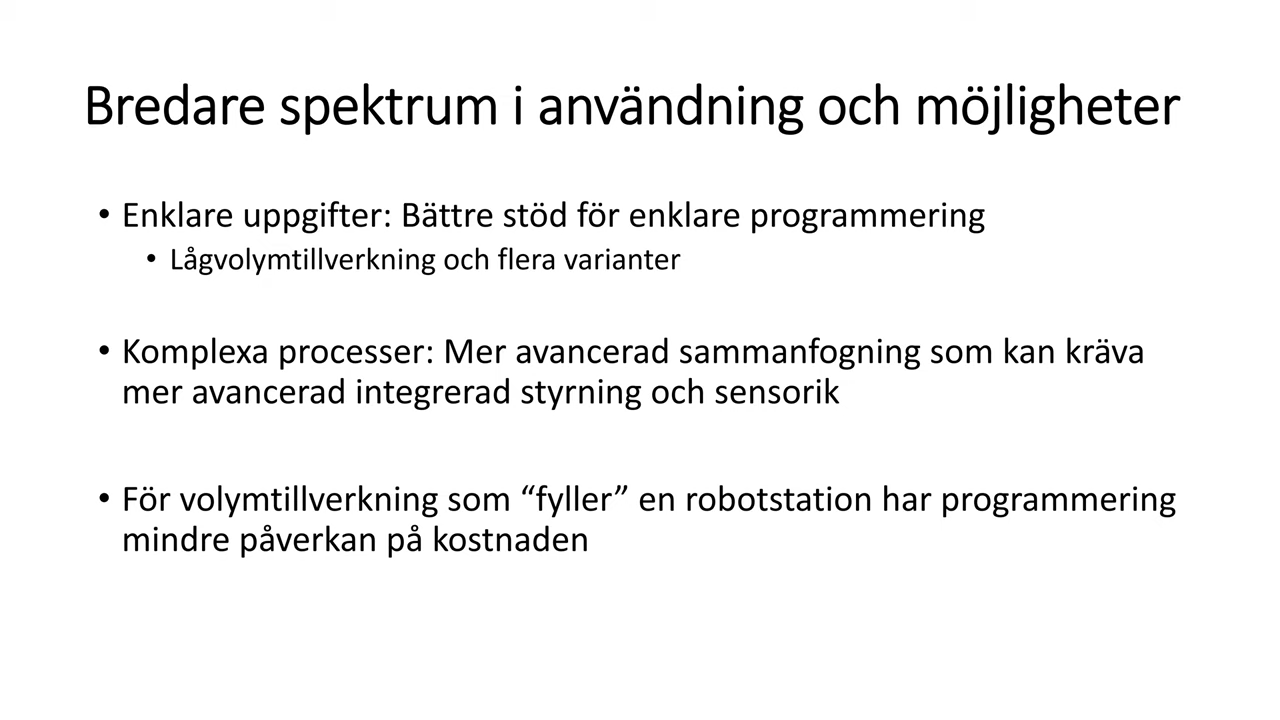 Bredare spektrum i användning och möjligheter
• Enklare uppgifter: Bättre stöd för enklare programmering
• Lågvolymtillverkning och flera varianter
• Komplexa processer: Mer avancerad sammanfogning som kan kräva
mer avancerad integrerad styrning och sensorik
• För volymtillverkning som “fyller” en robotstation har programmering
mindre påverkan på kostnaden